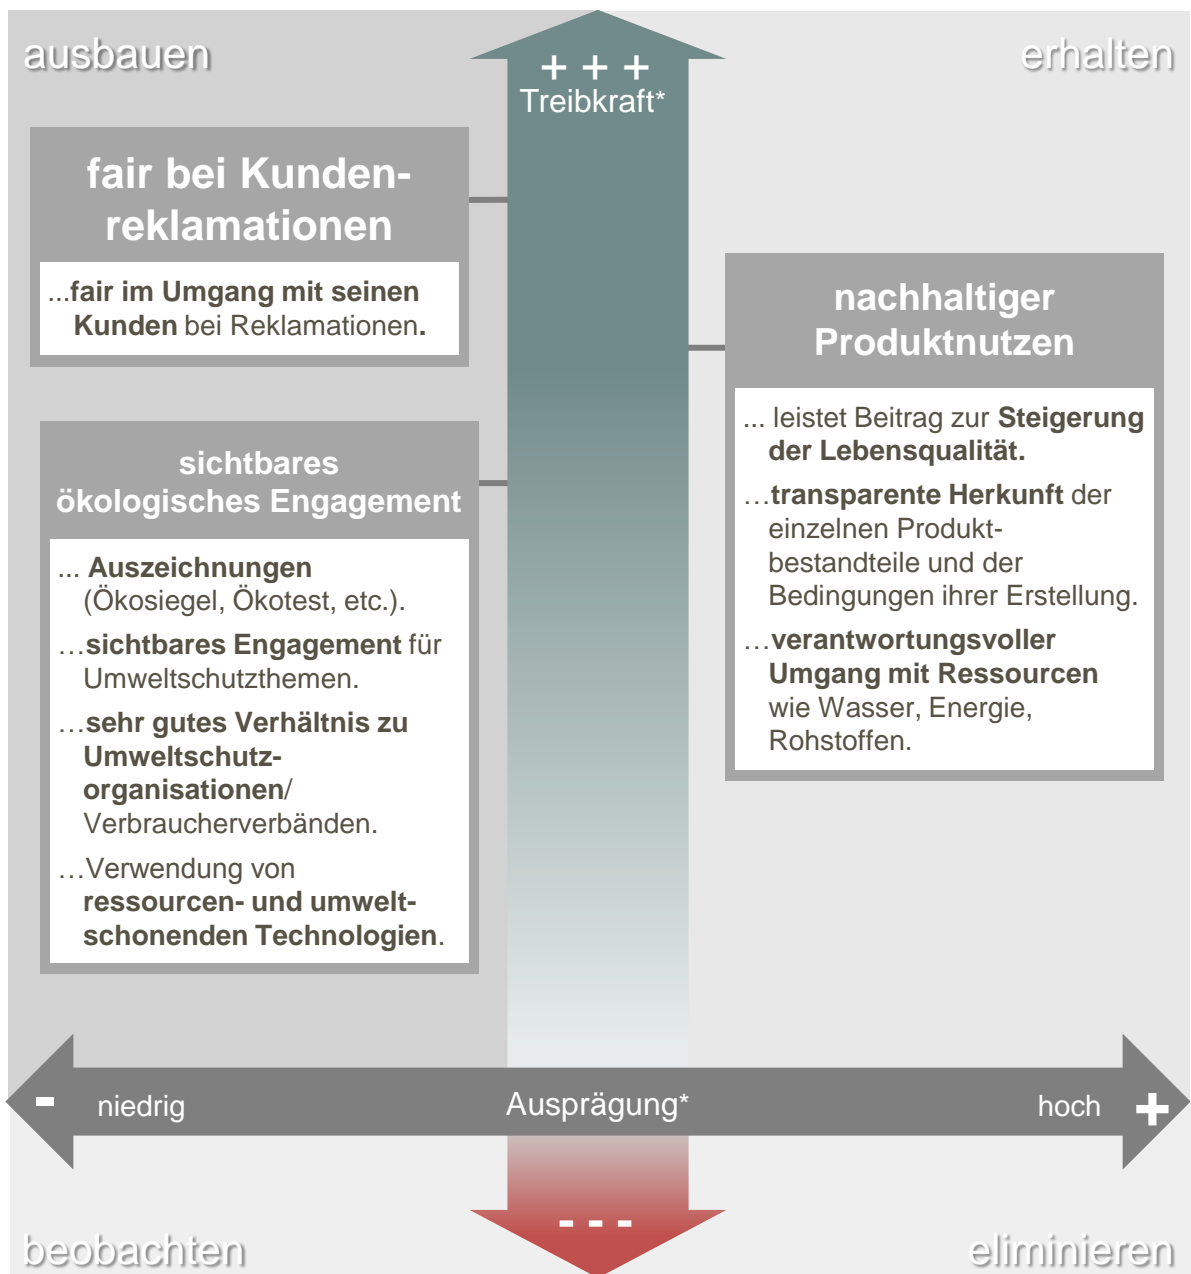 ausbauen
erhalten
+ + +
Treibkraft*
fair bei Kunden-
reklamationen
...fair im Umgang mit seinen
Kunden bei Reklamationen.
sichtbares
ökologisches Engagement
... Auszeichnungen
(Ökosiegel, Ökotest, etc.).
…sichtbares Engagement für
Umweltschutzthemen.
…sehr gutes Verhältnis zu
Umweltschutz-
organisationen/
Verbraucherverbänden.
…Verwendung von
ressourcen- und umwelt-
schonenden Technologien.
nachhaltiger
Produktnutzen
... leistet Beitrag zur Steigerung
der Lebensqualität.
…transparente Herkunft der
einzelnen Produkt-
bestandteile und der
Bedingungen ihrer Erstellung.
…verantwortungsvoller
Umgang mit Ressourcen
wie Wasser, Energie,
Rohstoffen.
- niedrig Ausprägung* hoch +
- - -
beobachten
eliminieren